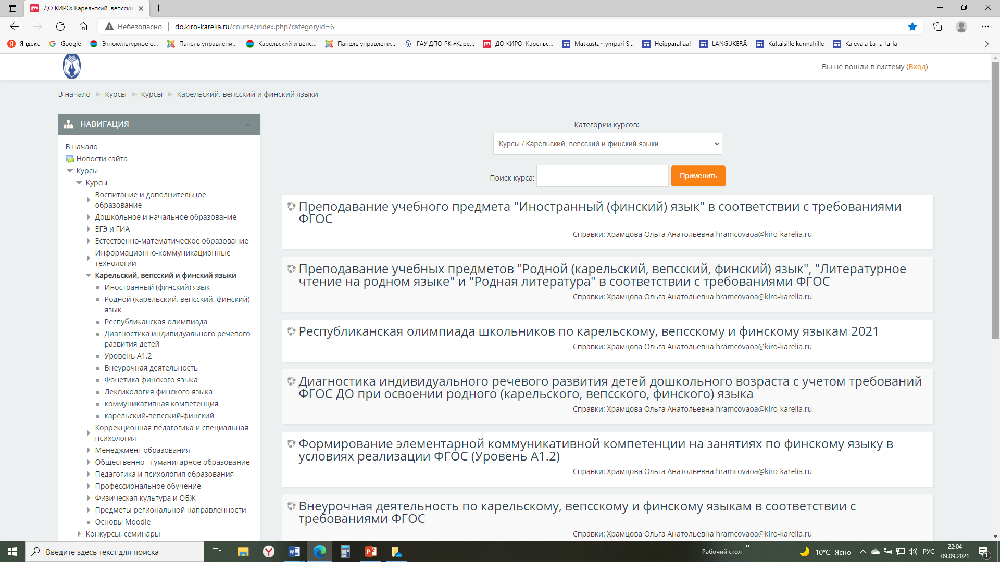 ДО КИРО: Карельский, вепсски
Небезопасно
do.kiro-karelia.ru/course/index.php?categoryid=6
Яндекс
Google
Этнокультурное о...
Панель управлени...
Карельский и вепс...
Панель управлени...
ГАУ ДПО РК «Каре...
ДО КИРО: Карельс...
Matkustan ympäri S...
Heipparallaa!
LANGUKERÄ
Kultaisille kunnahille
Kalevala La-la-la-la
Вы не вошли в систему (Вход)
В начало
Курсы
Курсы
Карельский, вепсский и финский языки
НАВИГАЦИЯ
В начало
Новости сайта
Курсы
Курсы
Воспитание и дополнительное
образование
Дошкольное и начальное образование
ЕГЭ и ГИА
Естественно-математическое образование
Информационно-коммуникационные
технологии
Карельский, вепсский и финский языки
Иностранный (финский) язык
Родной (карельский, вепсский, финский)
язык
Республиканская олимпиада
Диагностика индивидуального речевого
развития детей
Уровень А1.2
Внеурочная деятельность
Фонетика финского языка
Лексикология финского языка
коммуникативная компетенция
карельский-вепсский-финский
Коррекционная педагогика и специальная
психология
Менеджмент образования
Общественно - гуманитарное образование
Педагогика и психология образования
Профессиональное обучение
Физическая культура и ОБЖ
Предметы региональной направленности
Основы Moodle
Конкурсы, семинары
Категории курсов:
Курсы / Карельский, вепсский и финский языки
Поиск курса:
Применить
Преподавание учебного предмета "Иностранный (финский) язык" в соответствии с требованиями
ФГОС
Справки: Храмцова Ольга Анатольевна hramcovaoa@kiro-karelia.ru
Преподавание учебных предметов "Родной (карельский, вепсский, финский) язык", "Литературное
чтение на родном языке" и "Родная литература" в соответствии с требованиями ФГОС
Справки: Храмцова Ольга Анатольевна hramcovaoa@kiro-karelia.ru
Республиканская олимпиада школьников по карельскому, вепсскому и финскому языкам 2021
Справки: Храмцова Ольга Анатольевна hramcovaoa@kiro-karelia.ru
Диагностика индивидуального речевого развития детей дошкольного возраста с учетом требований
ФГОС ДО при освоении родного (карельского, вепсского, финского) языка
Справки: Храмцова Ольга Анатольевна hramcovaoa@kiro-karelia.ru
Формирование элементарной коммуникативной компетенции на занятиях по финскому языку в
условиях реализации ФГОС (Уровень А1.2)
Справки: Храмцова Ольга Анатольевна hramcovaoa@kiro-karelia.ru
Внеурочная деятельность по карельскому, вепсскому и финскому языкам в соответствии с
требованиями ФГОС
Справки: Храмцова Ольга Анатольевна hramcovaoa@kiro-karelia.ru
Введите здесь текст для поиска
Рабочий стол
10°C Ясно
РУС
22:04
09.09.2021
1